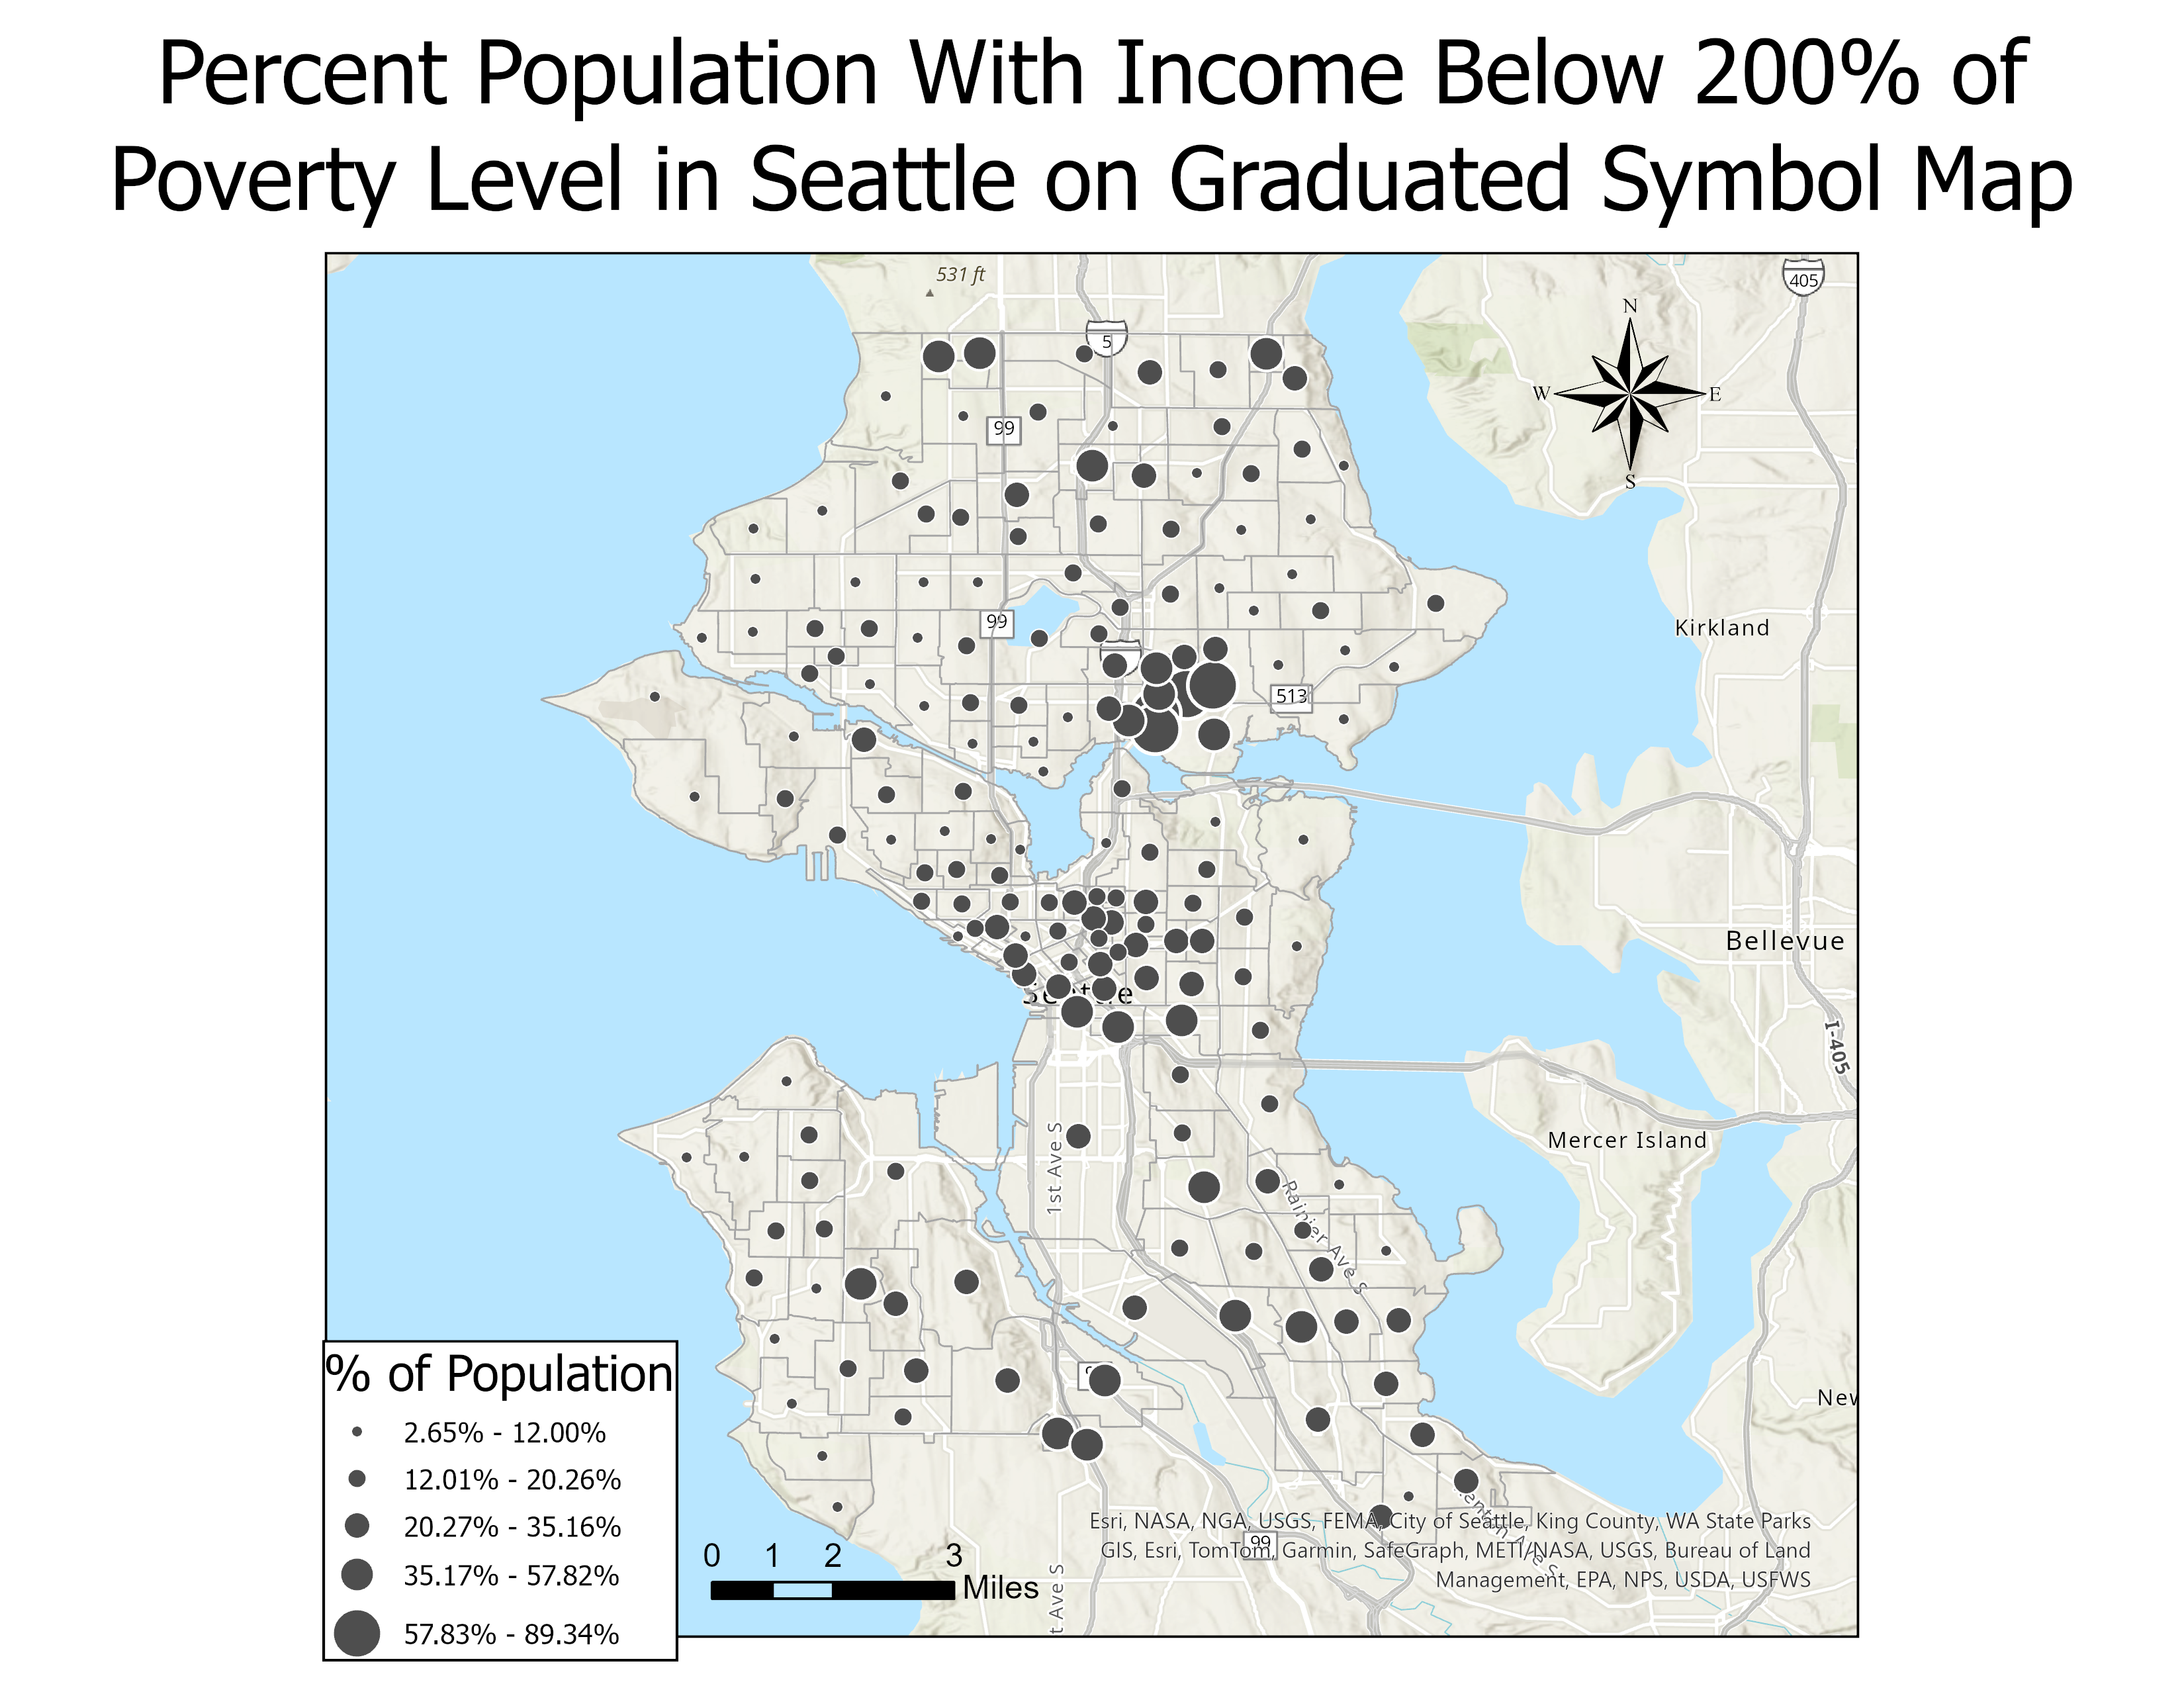 Percent Population With Income Below 200% of
Poverty Level in Seattle on Graduated Symbol Map
531 ft
405
N
5
W
E
99
S
99
Kirkland
513
Bellevue
I-405
Mercer Island
1st Ave S
Rainier Ave S
New
% of Population
2.65% - 12.00%
12.01% - 20.26%
20.27% - 35.16%
35.17% - 57.82%
57.83% - 89.34%
0 1 2 3
Miles
99
t Ave S
Esri, NASA, NGA, USGS, FEMA, City of Seattle, King County, WA State Parks
GIS, Esri, TomTom, Garmin, SafeGraph, METI/NASA, USGS, Bureau of Land
Management, EPA, NPS, USDA, USFWS